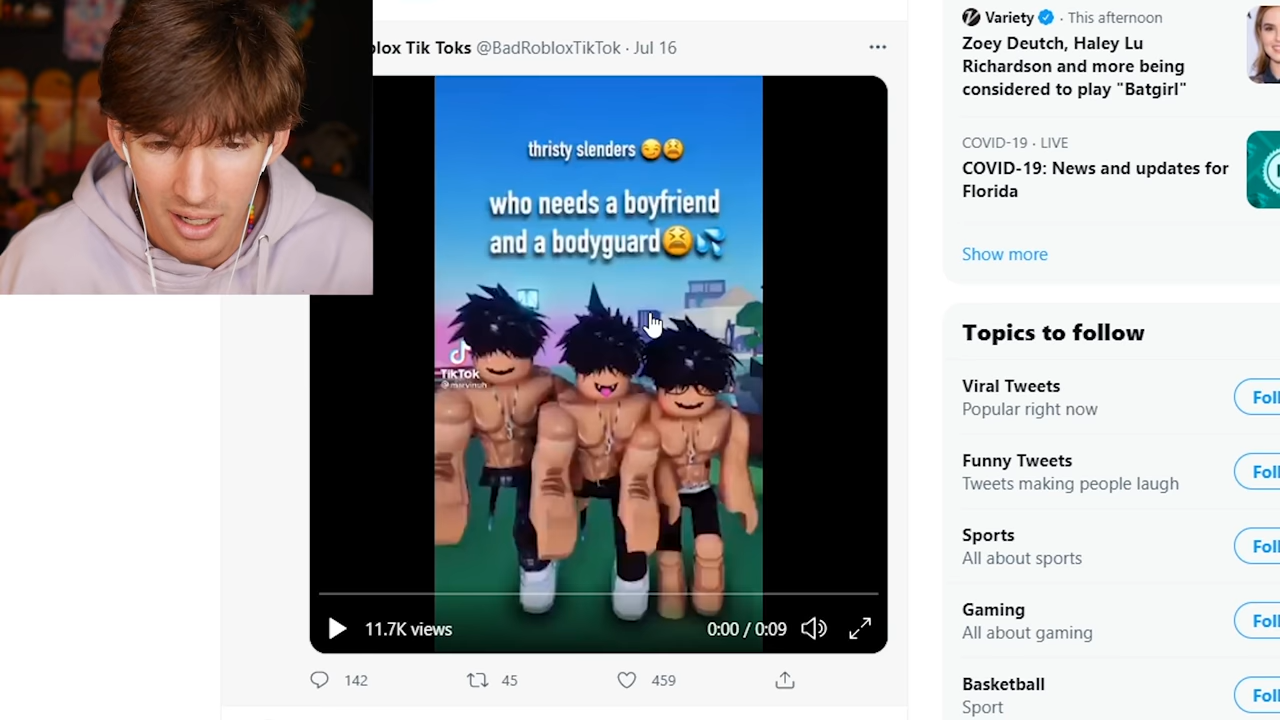 blox Tik Toks @BadRobloxTikTok · Jul 16
thristy slenders 😏😫
who needs a boyfriend
and a bodyguard😫💦
TikTok
@marvinuh
11.7K views
0:00 / 0:09
142
45
459
Variety · This afternoon
Zoey Deutch, Haley Lu
Richardson and more being
considered to play "Batgirl"
COVID-19 · LIVE
COVID-19: News and updates for
Florida
Show more
Topics to follow
Viral Tweets
Popular right now
Foll
Funny Tweets
Tweets making people laugh
Foll
Sports
All about sports
Foll
Gaming
All about gaming
Foll
Basketball
Sport
Foll